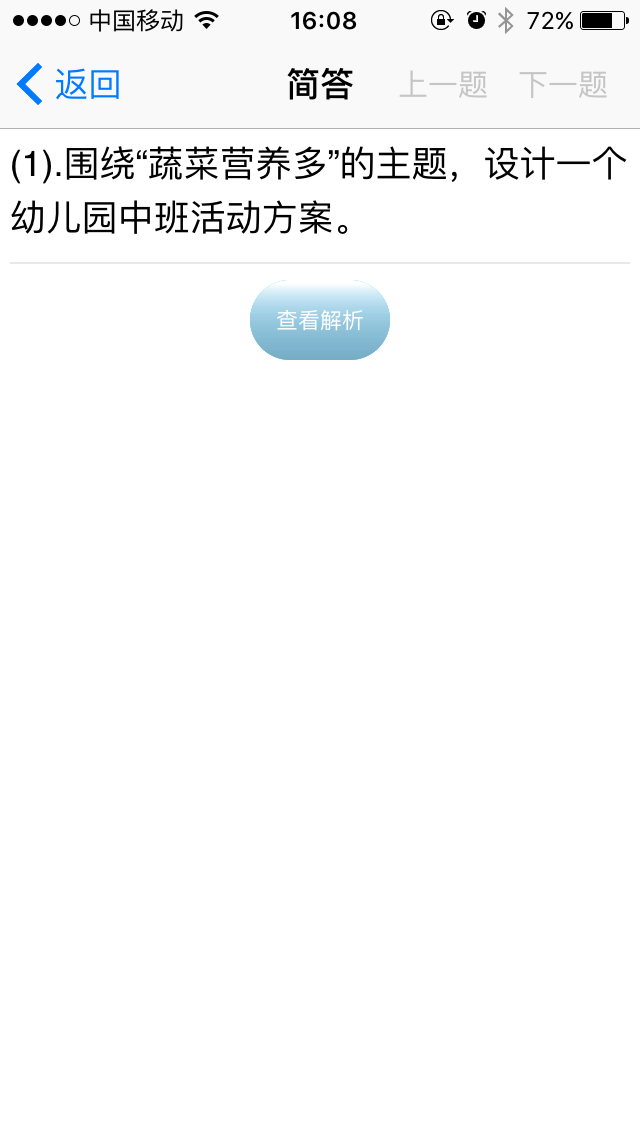 中国移动 16:08 72%
返回 简答 上一题 下一题
(1).围绕“蔬菜营养多”的主题，设计一个
幼儿园中班活动方案。
查看解析